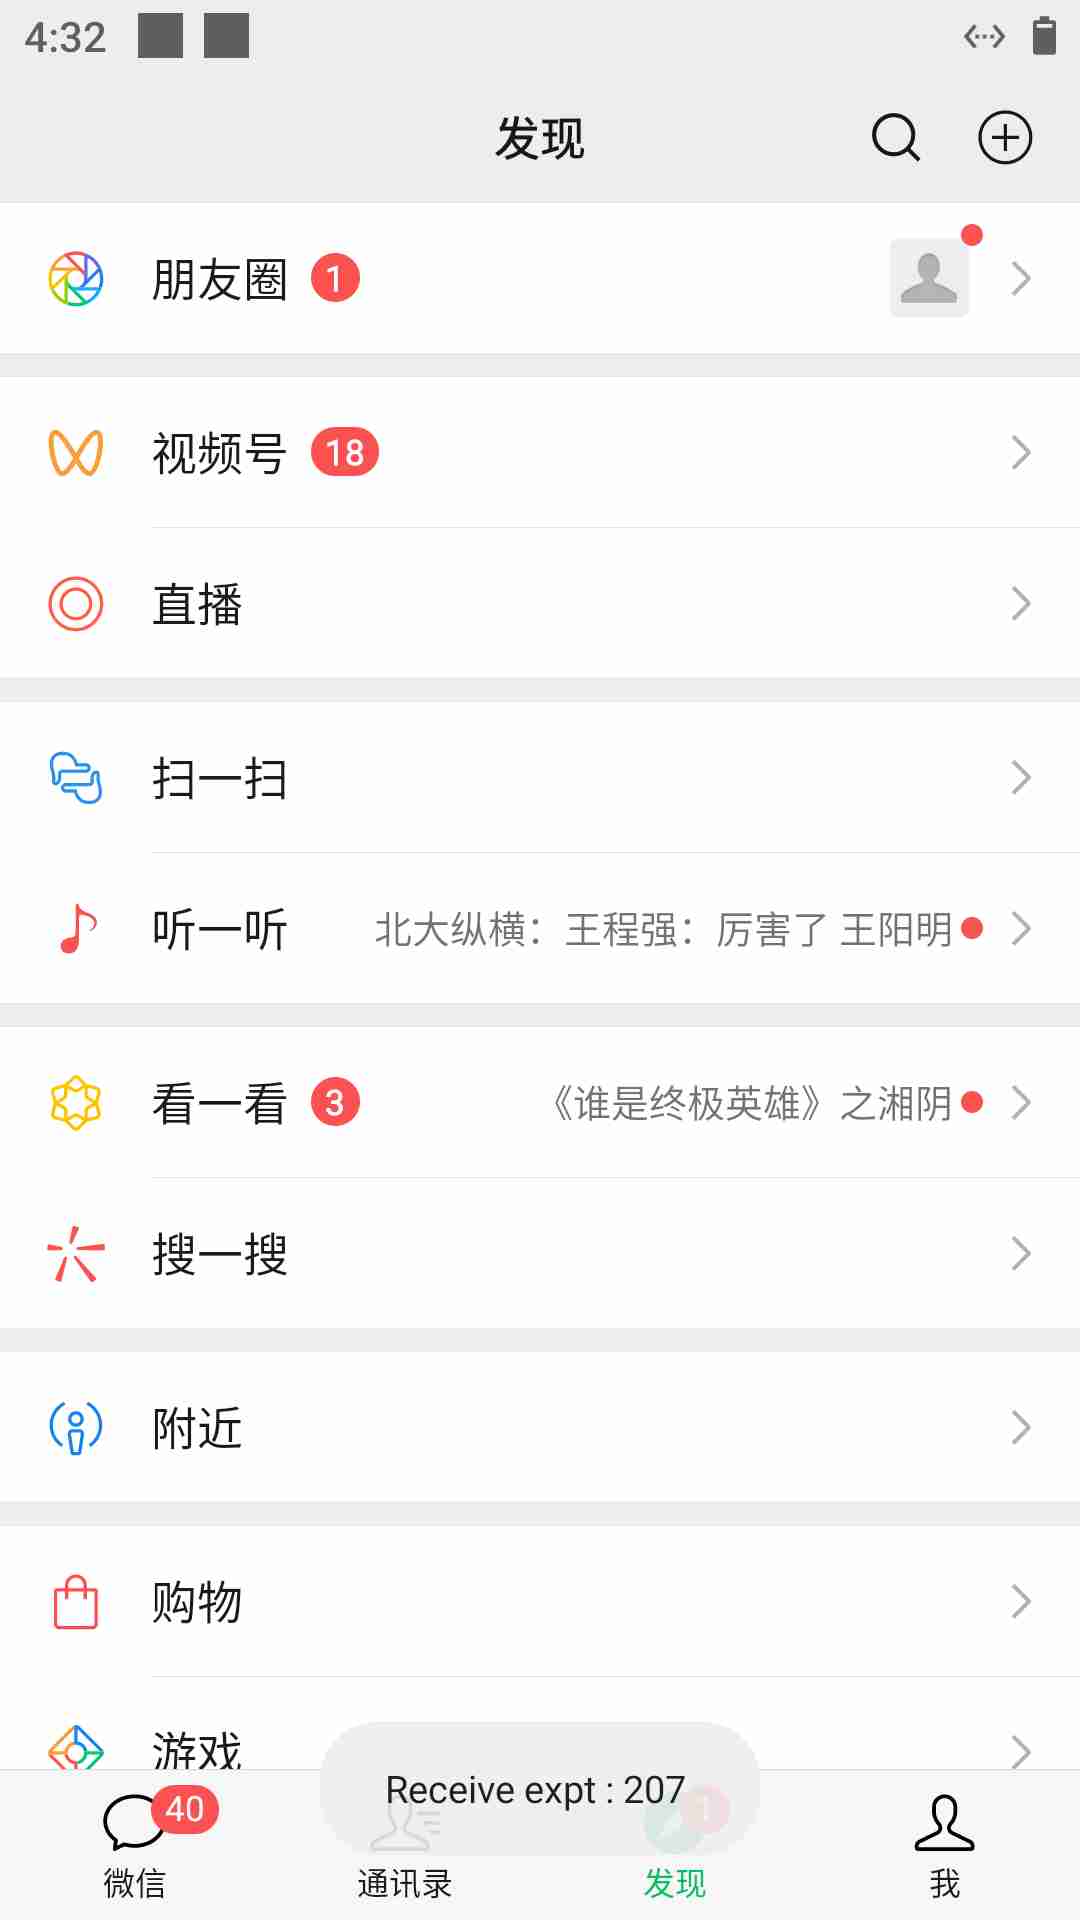 4:32
发现
朋友圈 1
视频号 18
直播
扫一扫
听一听 北大纵横：王程强：厉害了 王阳明
看一看 3 《谁是终极英雄》之湘阴
搜一搜
附近
购物
游戏
Receive expt : 207
40 1
微信 通讯录 发现 我